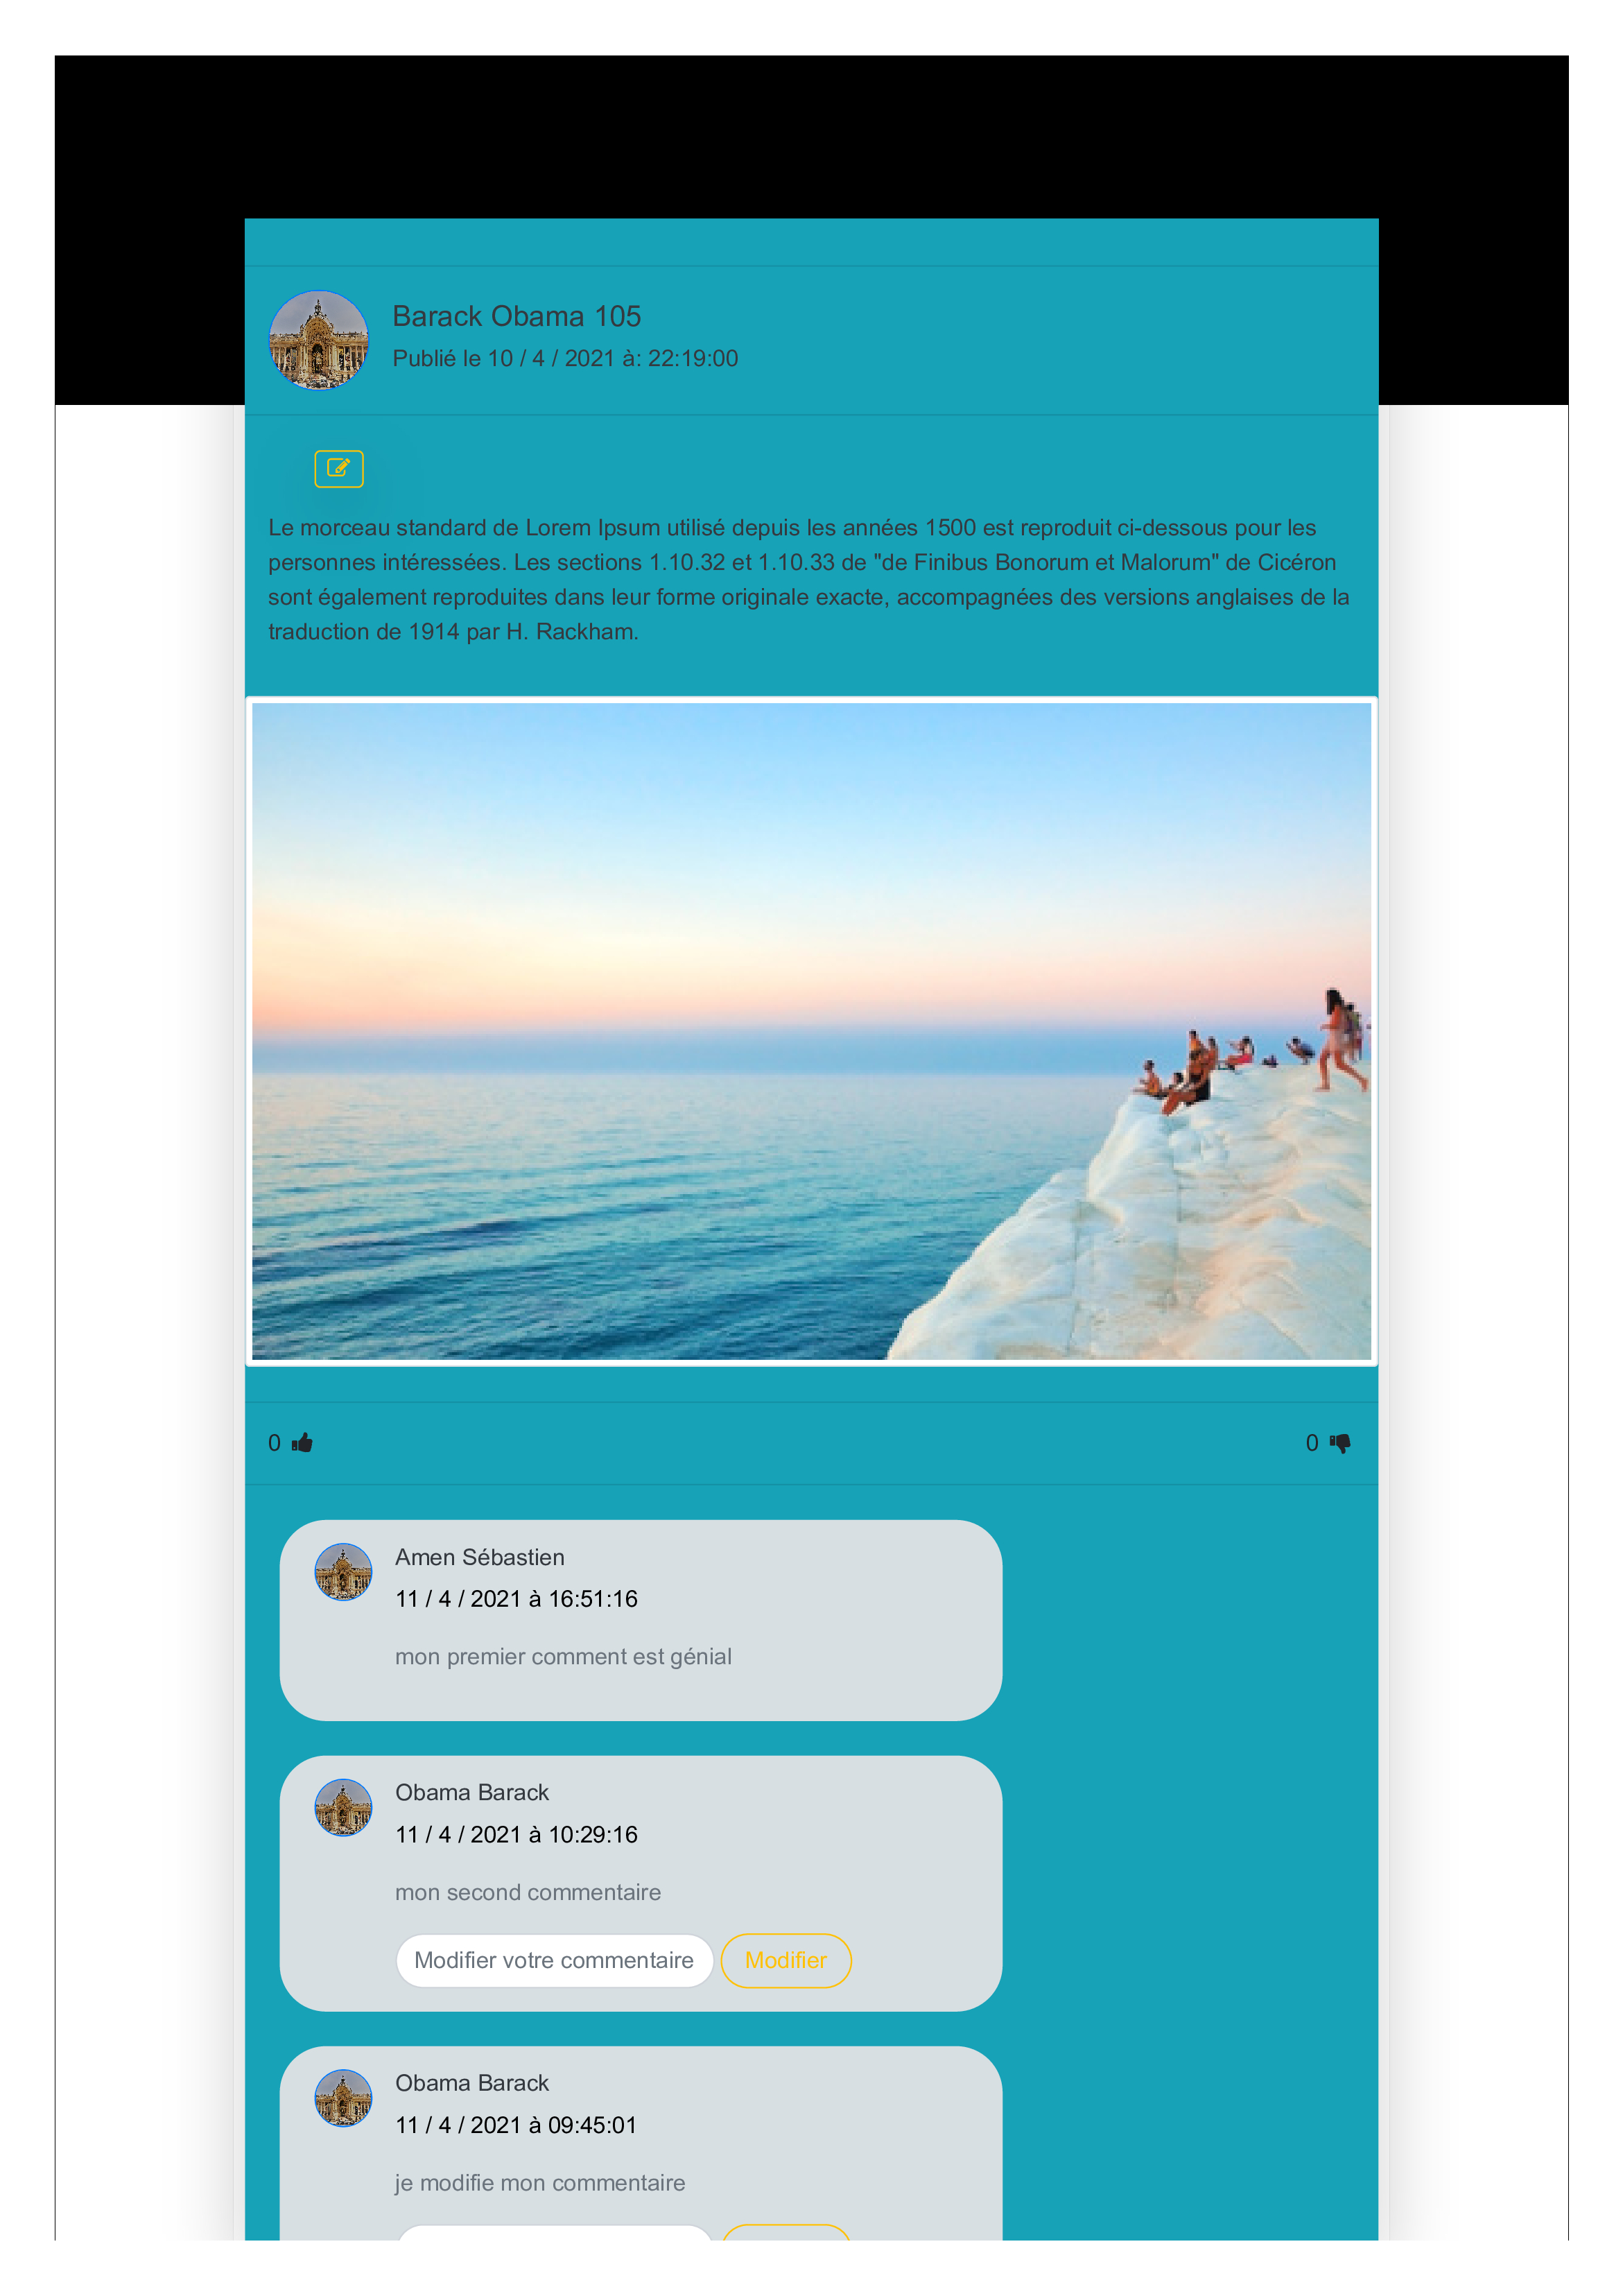 Barack Obama 105
Publié le 10 / 4 / 2021 à: 22:19:00
Le morceau standard de Lorem Ipsum utilisé depuis les années 1500 est reproduit ci-dessous pour les
personnes intéressées. Les sections 1.10.32 et 1.10.33 de "de Finibus Bonorum et Malorum" de Cicéron
sont également reproduites dans leur forme originale exacte, accompagnées des versions anglaises de la
traduction de 1914 par H. Rackham.
0 0
Amen Sébastien
11 / 4 / 2021 à 16:51:16
mon premier comment est génial
Obama Barack
11 / 4 / 2021 à 10:29:16
mon second commentaire
Modifier votre commentaire Modifier
Obama Barack
11 / 4 / 2021 à 09:45:01
je modifie mon commentaire